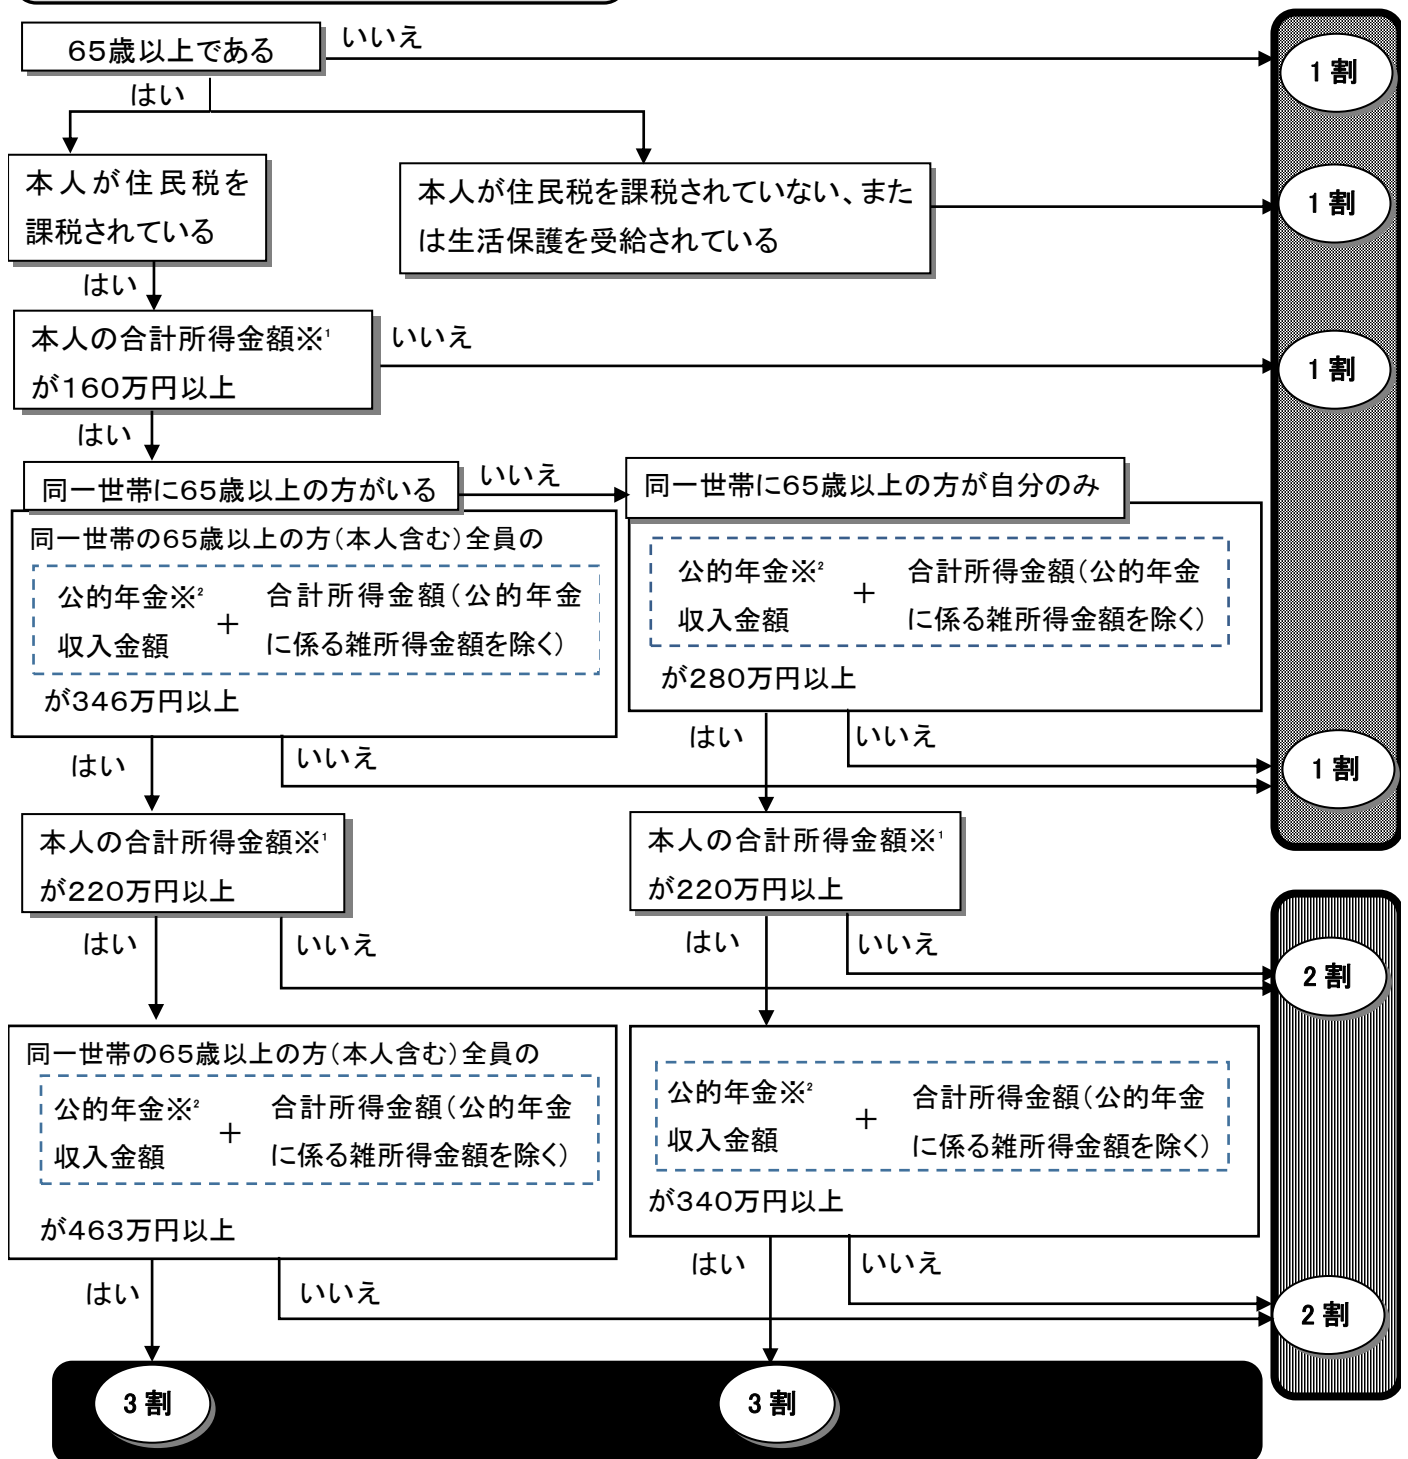 65歳以上である
いいえ
1割
はい
本人が住民税を
課税されている
本人が住民税を課税されていない、また
は生活保護を受給されている
1割
はい
本人の合計所得金額※¹
が160万円以上
いいえ
1割
はい
同一世帯に65歳以上の方がいる
いいえ
同一世帯に65歳以上の方が自分のみ
同一世帯の65歳以上の方(本人含む)全員の
公的年金※²
収入金額
+
合計所得金額(公的年金
に係る雑所得金額を除く)
が346万円以上
公的年金※²
収入金額
+
合計所得金額(公的年金
に係る雑所得金額を除く)
が280万円以上
はい
いいえ
はい
いいえ
1割
本人の合計所得金額※¹
が220万円以上
本人の合計所得金額※¹
が220万円以上
はい
いいえ
はい
いいえ
2割
同一世帯の65歳以上の方(本人含む)全員の
公的年金※²
収入金額
+
合計所得金額(公的年金
に係る雑所得金額を除く)
が463万円以上
公的年金※²
収入金額
+
合計所得金額(公的年金
に係る雑所得金額を除く)
が340万円以上
はい
いいえ
はい
いいえ
2割
3割
3割